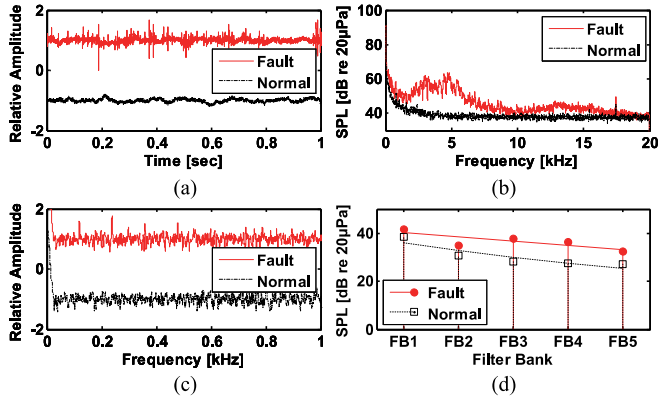 (a)
Relative Amplitude
2
0
-2
0 0.2 0.4 0.6 0.8 1
Time [sec]
Fault
Normal
(b)
SPL [dB re 20μPa]
100
80
60
40
0 5 10 15 20
Frequency [kHz]
Fault
Normal
(c)
Relative Amplitude
2
0
-2
0 0.2 0.4 0.6 0.8 1
Frequency [kHz]
Fault
Normal
(d)
SPL [dB re 20μPa]
40
20
0
FB1 FB2 FB3 FB4 FB5
Filter Bank
Fault
Normal